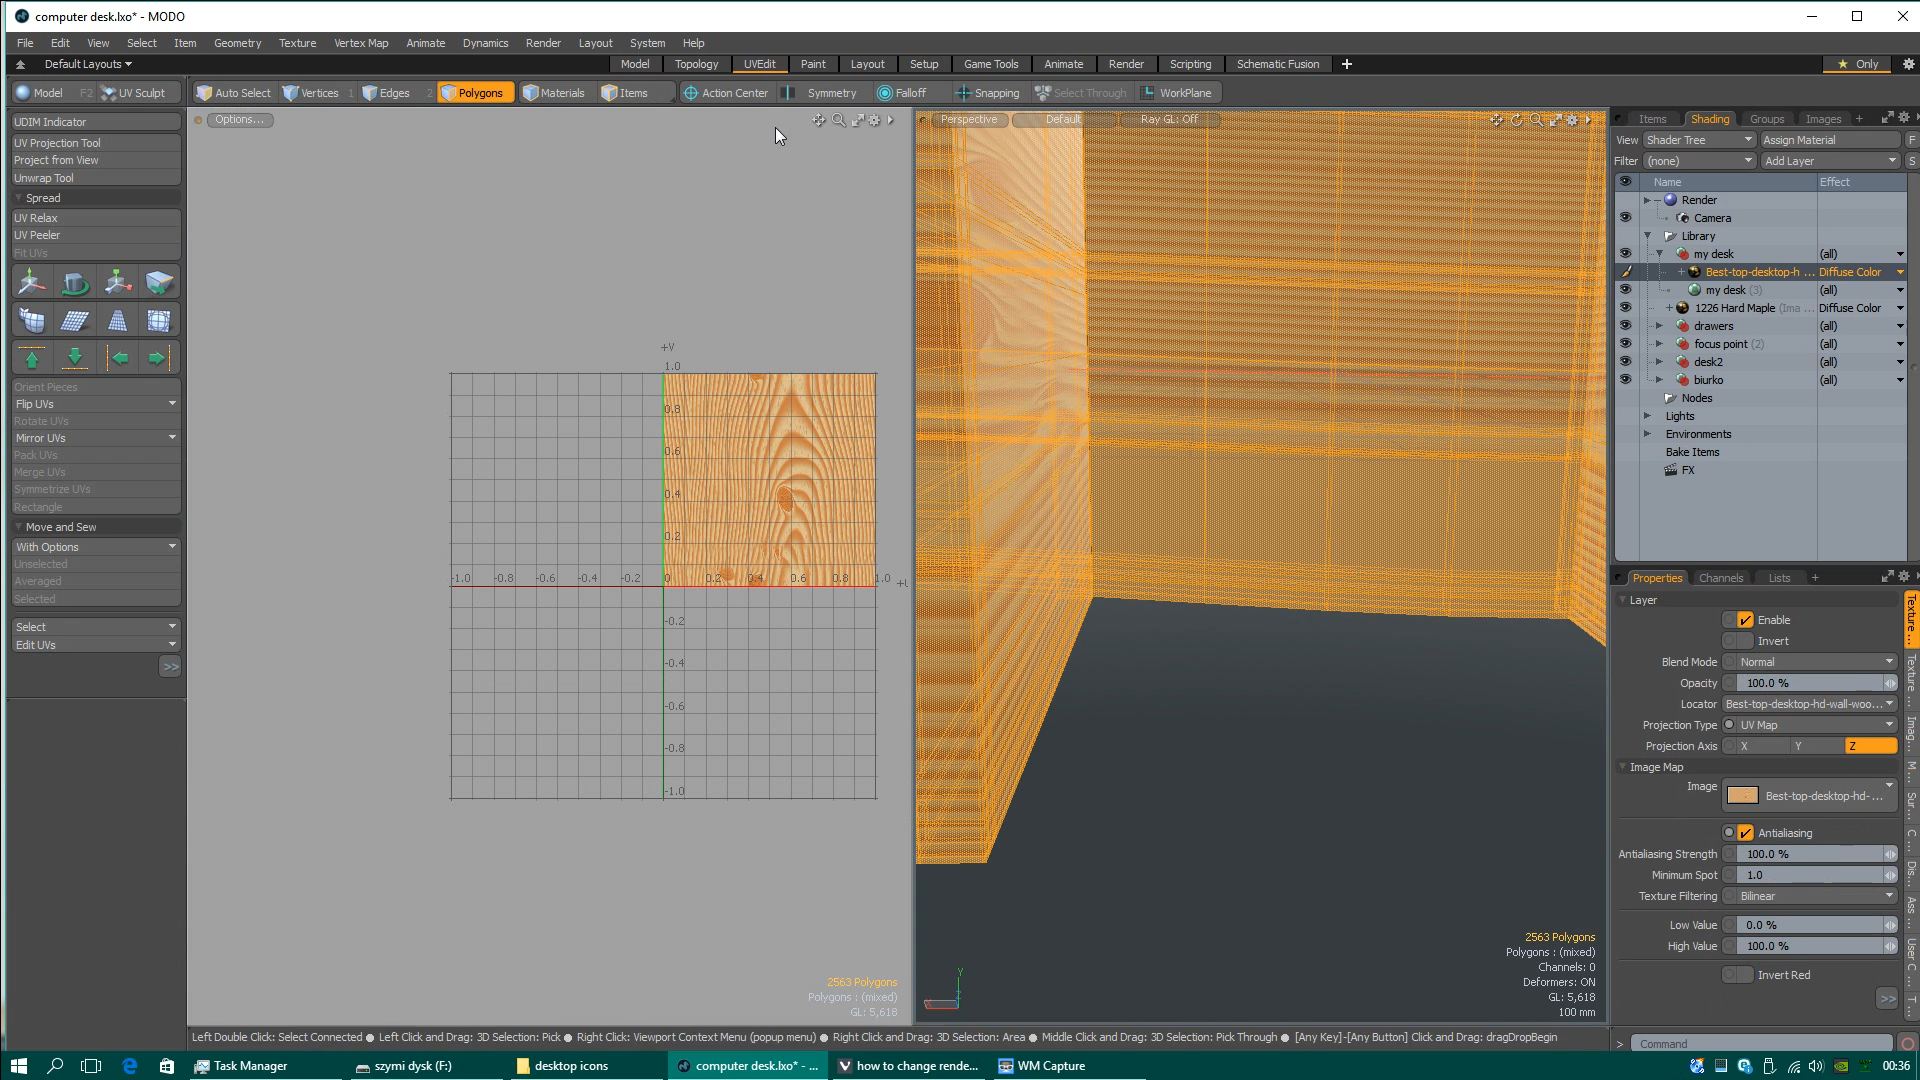 computer desk.lxo* - MODO
File Edit View Select Item Geometry Texture Vertex Map Animate Dynamics Render Layout System Help
Default Layouts Model Topology UVEdit Paint Layout Setup Game Tools Animate Render Scripting Schematic Fusion Only
Model F2 UV Sculpt Auto Select Vertices 1 Edges 2 Polygons Materials Items Action Center Symmetry Falloff Snapping Select Through WorkPlane
UDIM Indicator
UV Projection Tool
Project from View
Unwrap Tool
Spread
UV Relax
UV Peeler
Fit UVs
Orient Pieces
Flip UVs
Rotate UVs
Mirror UVs
Pack UVs
Merge UVs
Symmetrize UVs
Rectangle
Move and Sew
With Options
Unselected
Averaged
Selected
Select
Edit UVs
>>
Options...
+V
1.0
0.8
0.6
0.4
0.2
-1.0 -0.8 -0.6 -0.4 -0.2 0 0.2 0.4 0.6 0.8 1.0
-0.2
-0.4
-0.6
-0.8
-1.0
2563 Polygons
Polygons : (mixed)
GL: 5,618
Perspective Default Ray GL: Off
Y
2563 Polygons
Polygons : (mixed)
Channels: 0
Deformers: ON
GL: 5,618
100 mm
Items Shading Groups Images +
View Shader Tree Assign Material F
Filter (none) Add Layer S
Name Effect
Render
Camera
Library
my desk (all)
Best-top-desktop-h ... Diffuse Color
my desk (3) (all)
1226 Hard Maple (Ima ... Diffuse Color
drawers (all)
focus point (2) (all)
desk2 (all)
biurko (all)
Nodes
Lights
Environments
Bake Items
FX
Properties Channels Lists +
Layer
Enable
Invert
Blend Mode Normal
Opacity 100.0 %
Locator Best-top-desktop-hd-wall-woo...
Projection Type UV Map
Projection Axis X Y Z
Image Map
Image Best-top-desktop-hd- ...
Antialiasing
Antialiasing Strength 100.0 %
Minimum Spot 1.0
Texture Filtering Bilinear
Low Value 0.0 %
High Value 100.0 %
Invert Red
>>
Texture ...
Texture ...
Imag...
M ...
Sur...
C ...
Dis...
Ass ...
User C ...
T ...
Left Double Click: Select Connected ● Left Click and Drag: 3D Selection: Pick ● Right Click: Viewport Context Menu (popup menu) ● Right Click and Drag: 3D Selection: Area ● Middle Click and Drag: 3D Selection: Pick Through ● [Any Key]-[Any Button] Click and Drag: dragDropBegin
> Command
Task Manager szymi dysk (F:) desktop icons computer desk.lxo* - ... how to change rende... WM Capture 00:36